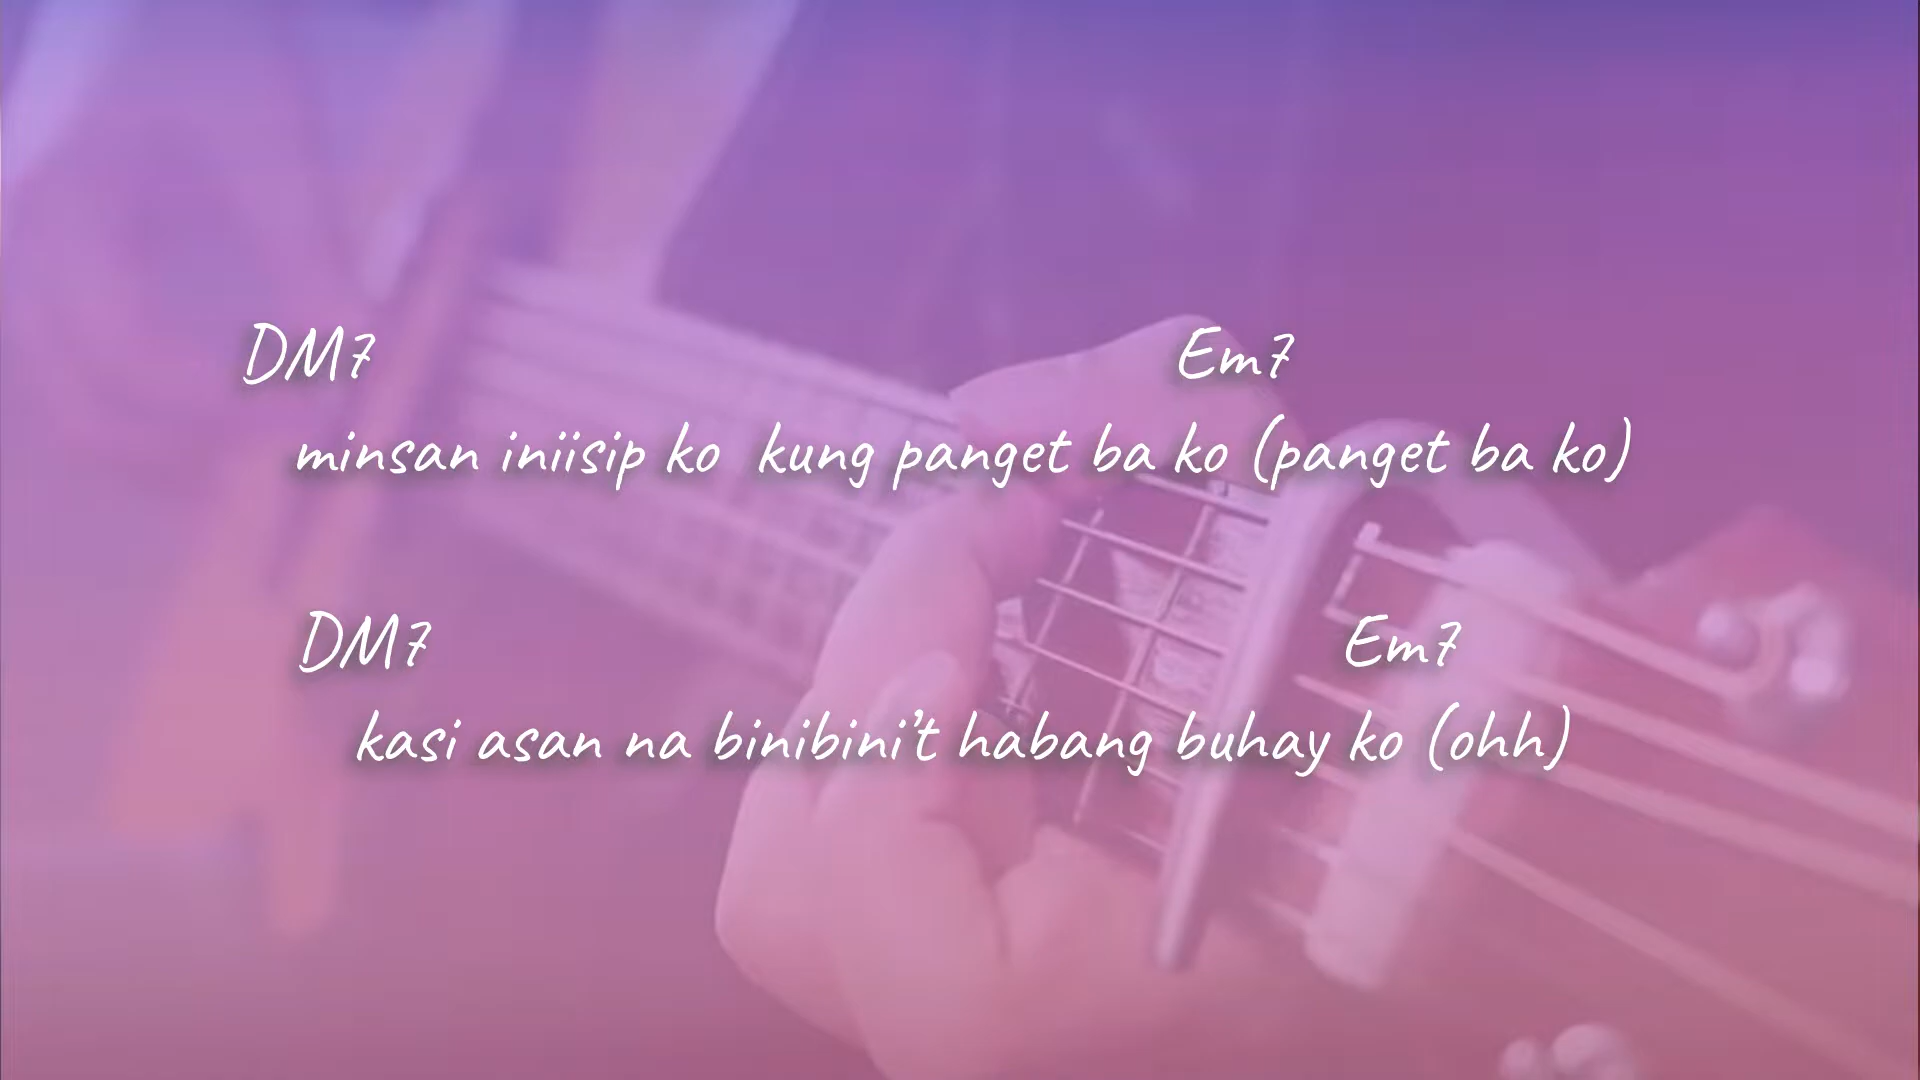 DM7 Em7
minsan iniisip ko kung panget ba ko (panget ba ko)
DM7 Em7
kasi asan na binibini't habang buhay ko (ohh)